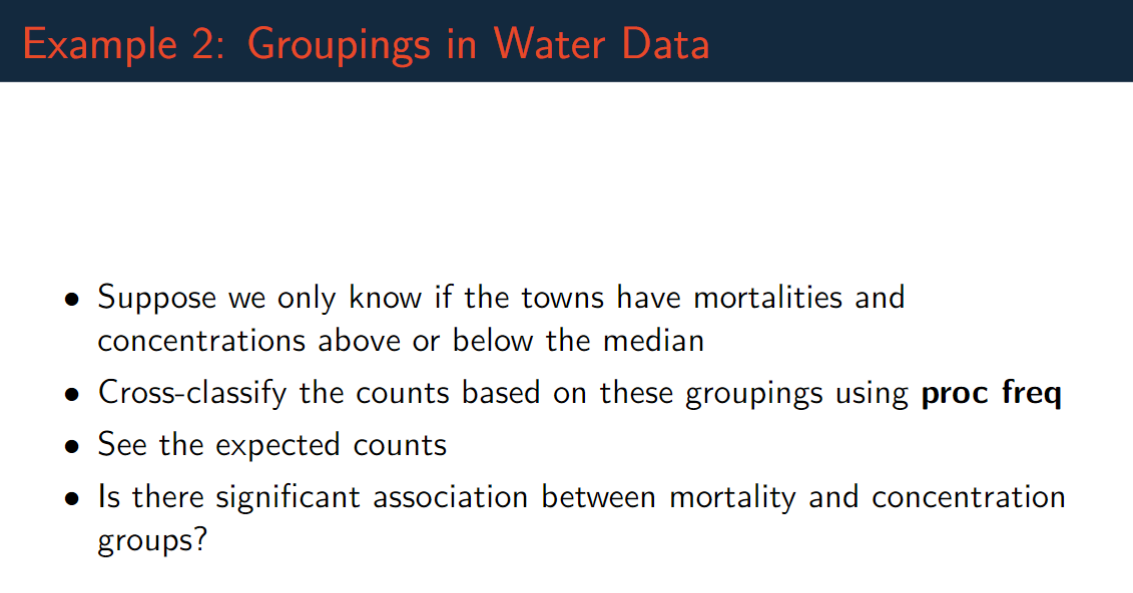 Example 2: Groupings in Water Data
• Suppose we only know if the towns have mortalities and
concentrations above or below the median
• Cross-classify the counts based on these groupings using proc freq
• See the expected counts
• Is there significant association between mortality and concentration
groups?